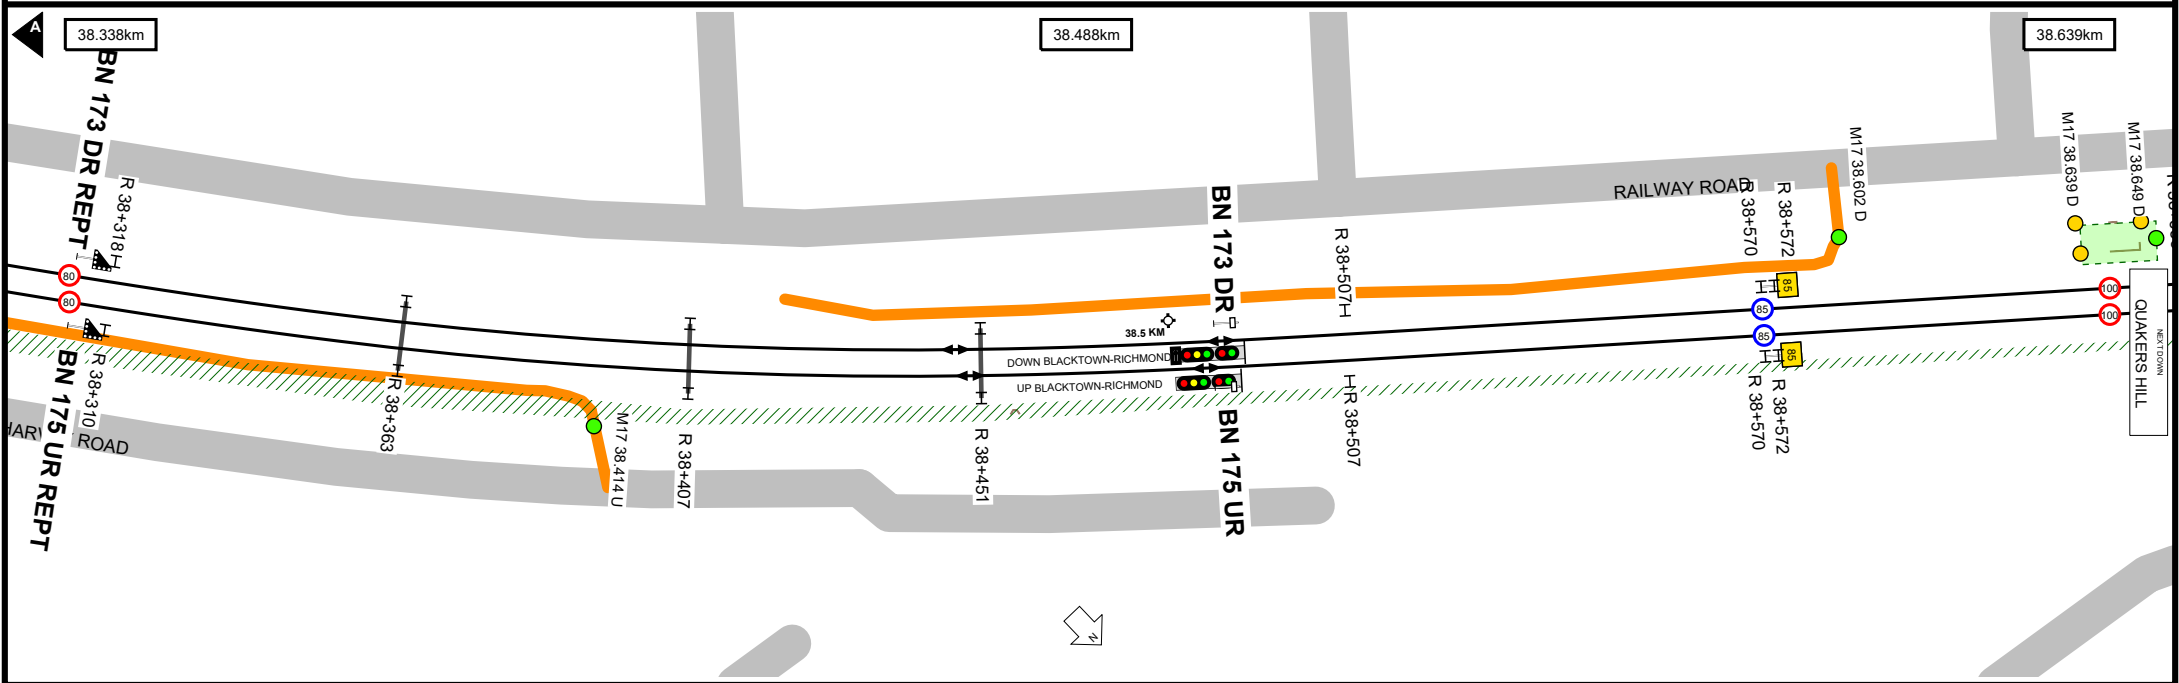 A
38.338km
38.488km
38.639km
BN 173 DR REPT
R 38+318
80
80
BN 175 UR REPT
R 38+310
ROAD
R 38+363
M17 38.414 U
R 38+407
R 38+451
DOWN BLACKTOWN-RICHMOND
UP BLACKTOWN-RICHMOND
38.5 KM
BN 173 DR
BN 175 UR
R 38+507
R 38+507
RAILWAY ROAD
R 38+570
R 38+572
85
85
85
85
R 38+570
R 38+572
M17 38.602 D
M17 38.639 D
M17 38.649 D
100
100
QUAKERS HILL
NEXT DOWN
N